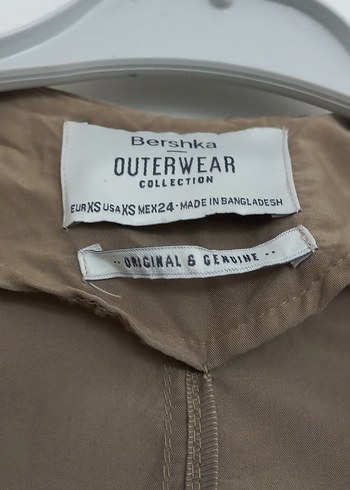 Bershka
OUTERWEAR
COLLECTION
EUR XS USA XS MEX 24 · MADE IN BANGLADESH
·· ORIGINAL & GENUINE ··